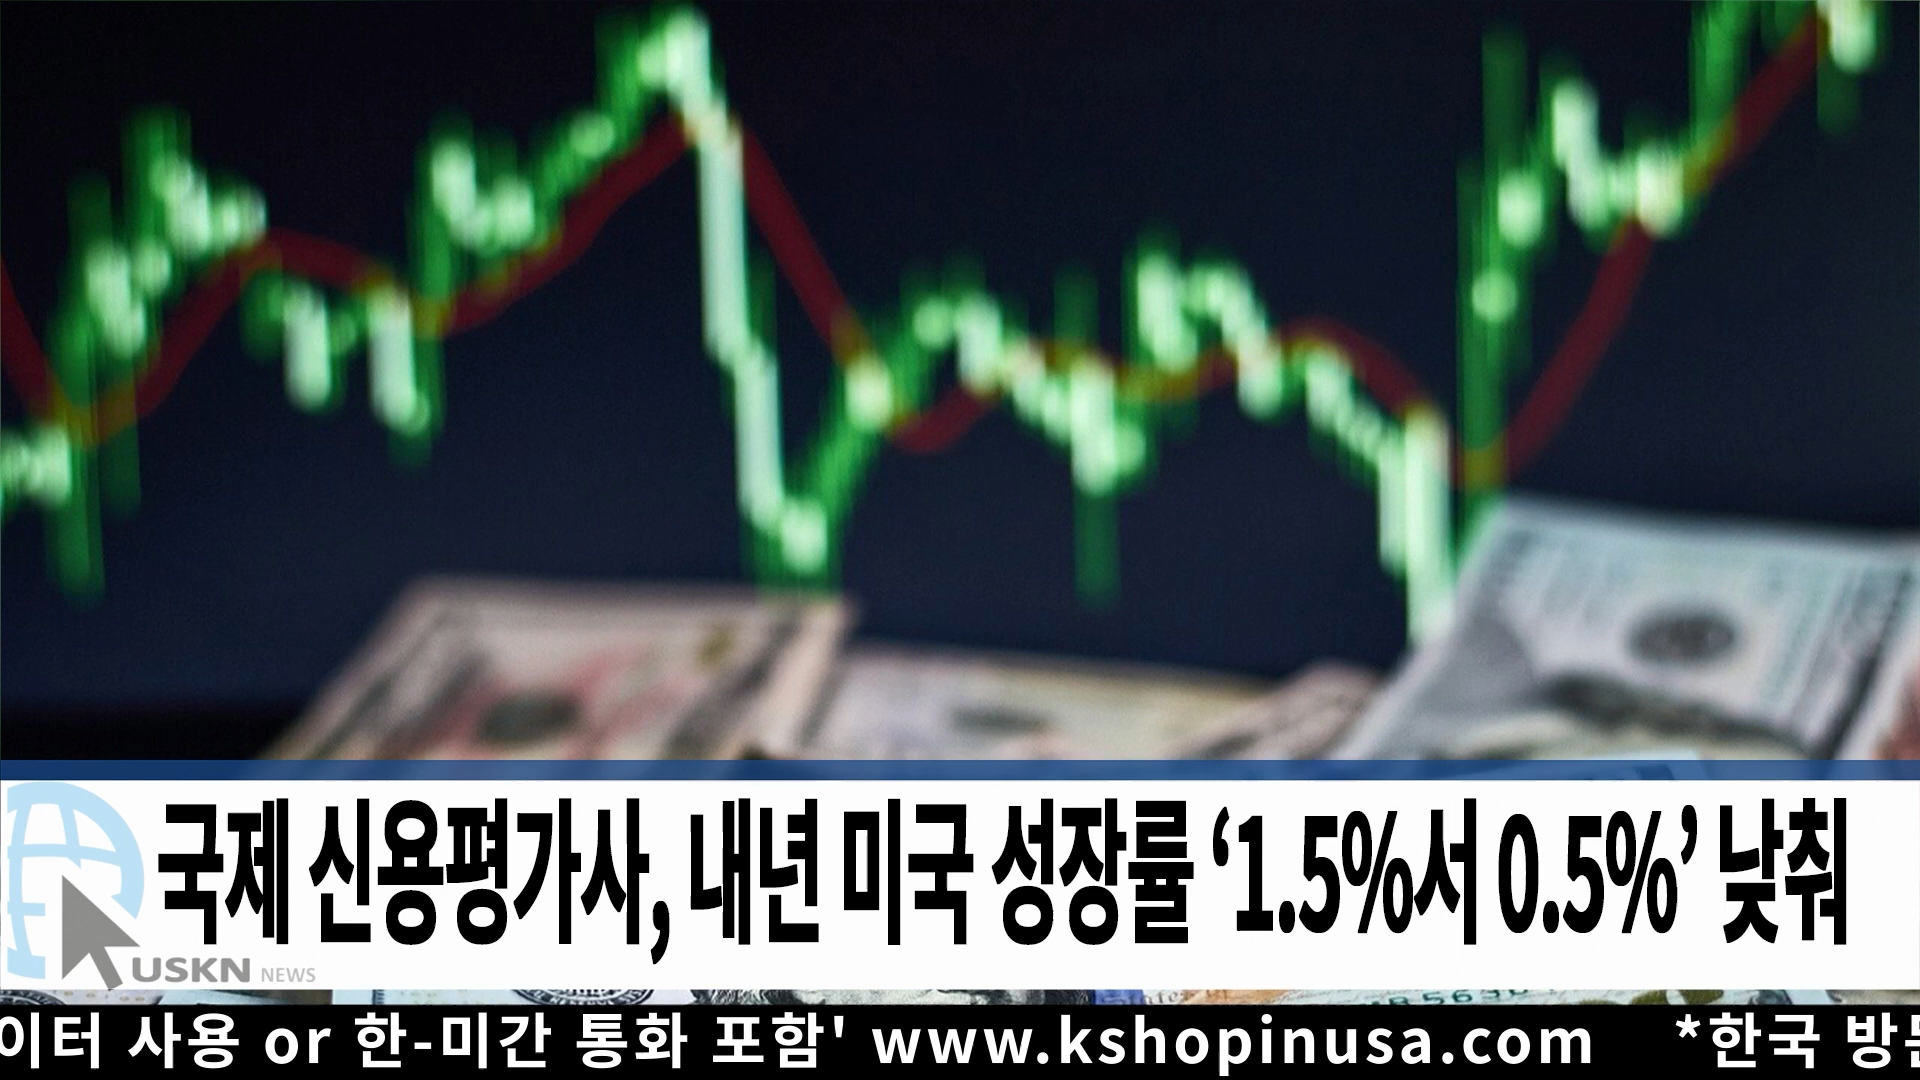 국제 신용평가사, 내년 미국 성장률 ‘1.5%서 0.5%’ 낮춰
USKN NEWS
이터 사용 or 한-미간 통화 포함' www.kshopinusa.com *한국 방문